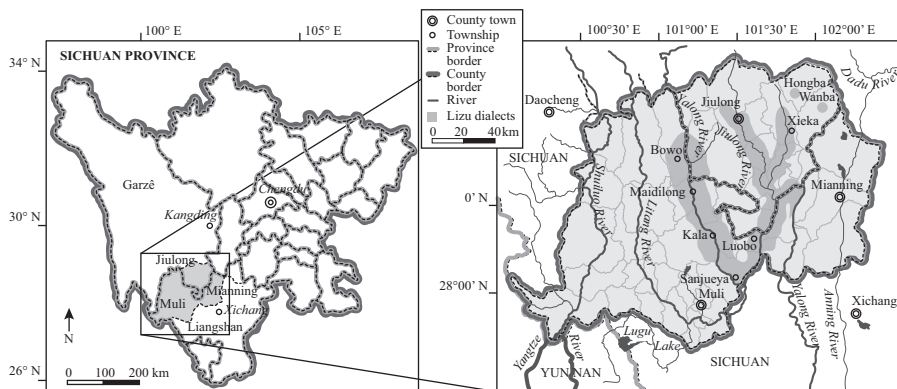 100° E
105° E
SICHUAN PROVINCE
34° N
30° N
26° N
Garzê
Chengdu
Kangding
Jiulong
Mianning
Muli
Xichang
Liangshan
N
0 100 200 km
County town
Township
Province
border
County
border
River
Lizu dialects
0 20 40km
100°30'E
101°00'E
101°30'E
102°00'E
Dadu River
Hongba
Wanba
Daocheng
Jiulong
Yalong River
Jiulong River
Xieka
SICHUAN
Bowo
Shuiluo River
Litang River
Maidilong
Mianning
0° N
Kala
Luobo
Sanjueya
28°00' N
Muli
Yalong River
Anning River
Xichang
Yangtze
River
Lugu
Lake
YUNNAN
SICHUAN